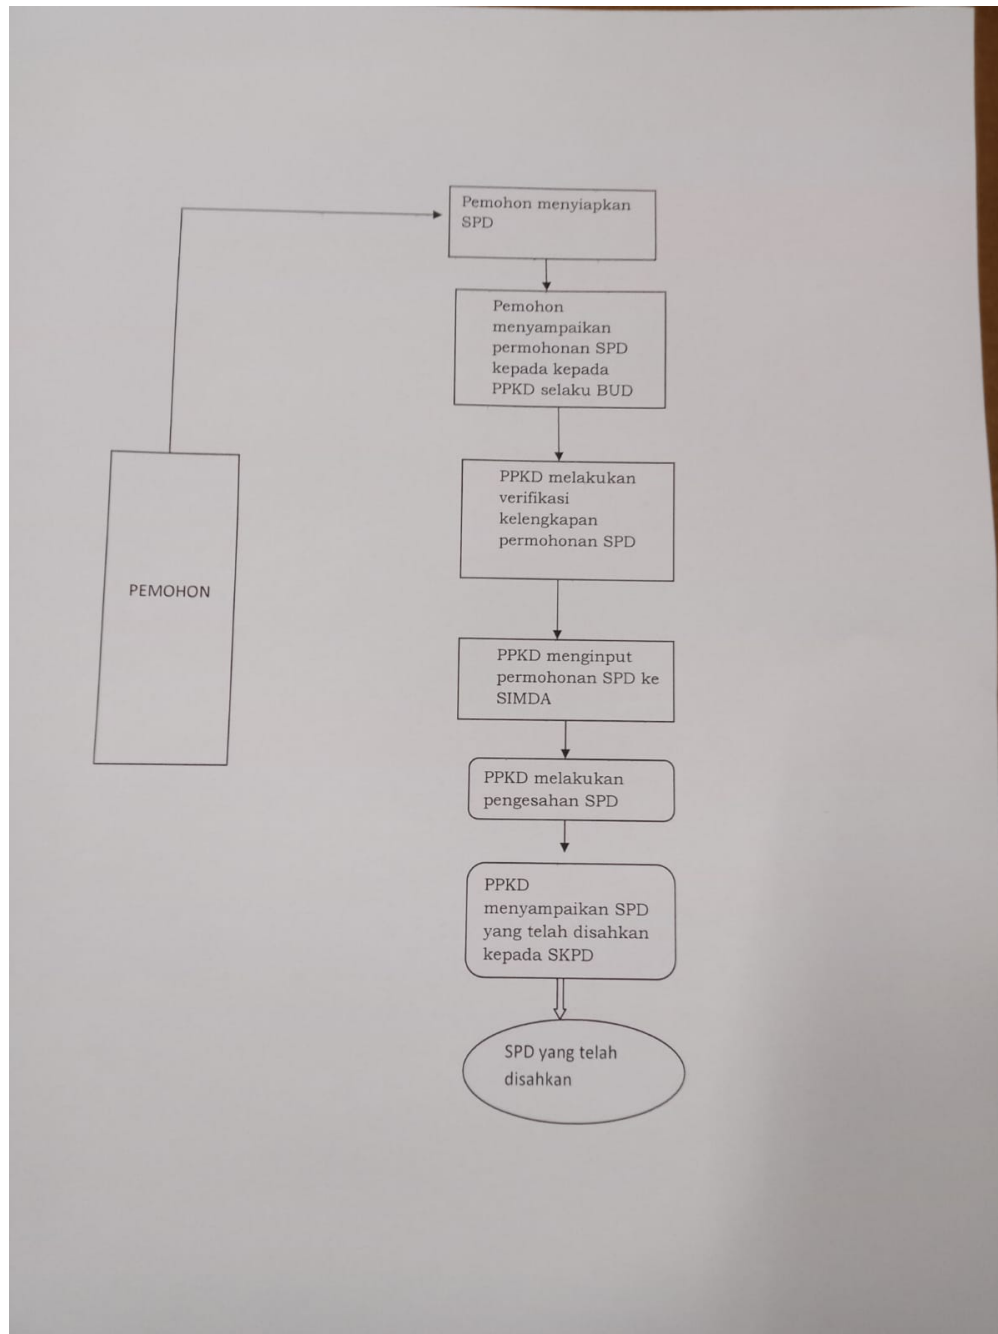 Pemohon menyiapkan
SPD
Pemohon
menyampaikan
permohonan SPD
kepada kepada
PPKD selaku BUD
PPKD melakukan
verifikasi
kelengkapan
permohonan SPD
PEMOHON
PPKD menginput
permohonan SPD ke
SIMDA
PPKD melakukan
pengesahan SPD
PPKD
menyampaikan SPD
yang telah disahkan
kepada SKPD
SPD yang telah
disahkan